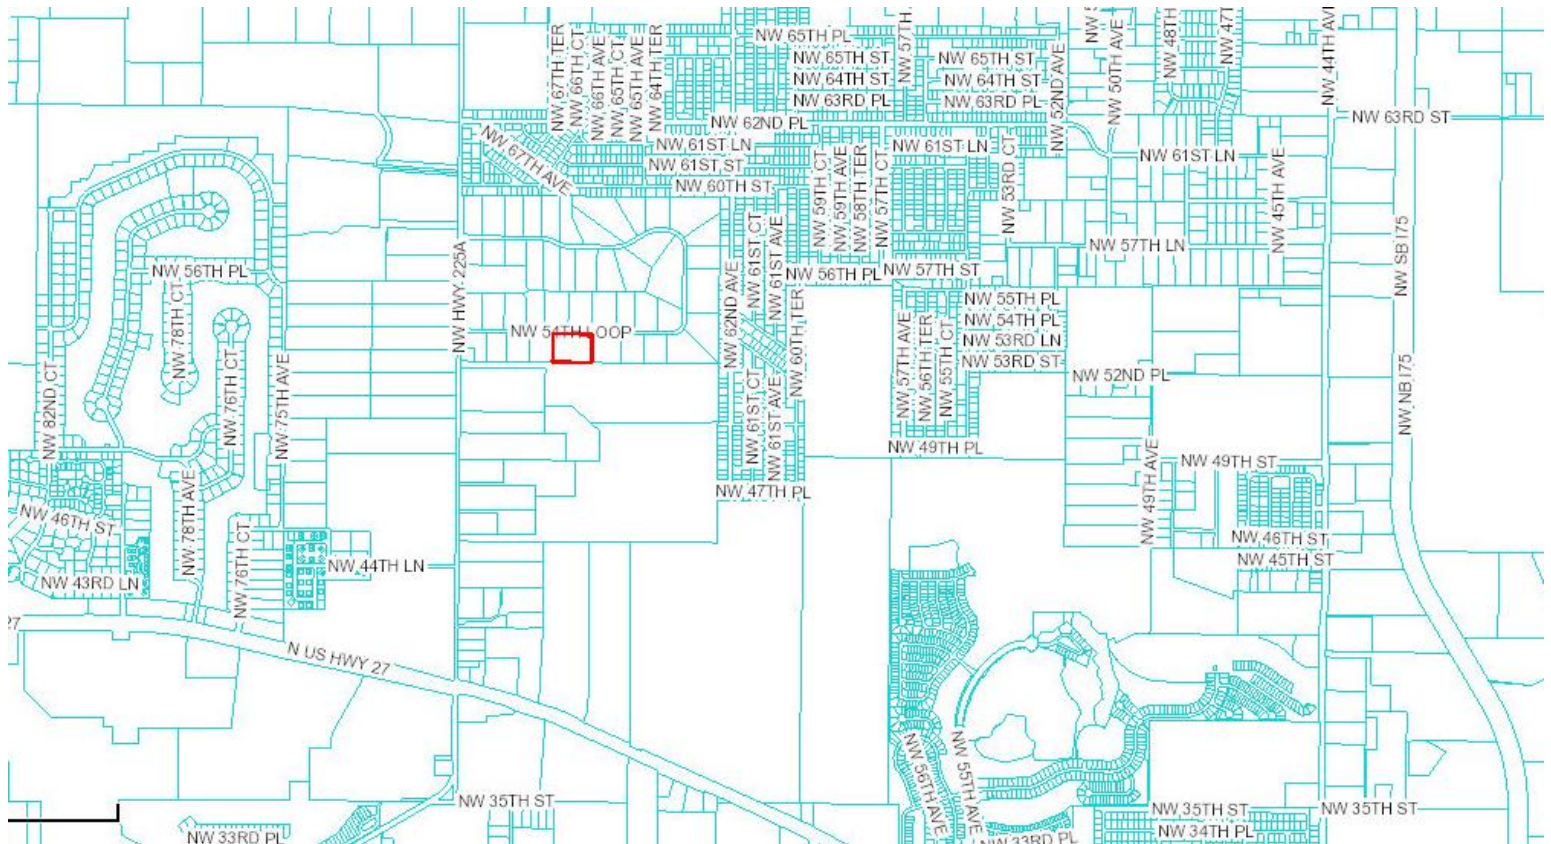 NW 67TH TER
NW 66TH CT
NW 66TH AVE
NW 65TH CT
NW 65TH AVE
NW 64TH TER
NW 65TH PL
NW 57TH
NW 65TH ST
NW 64TH ST
NW 63RD PL
NW 65TH ST
NW 64TH ST
NW 63RD PL
NW 52ND AVE
NW 5
NW 50TH AVE
NW 48TH
NW 47T
NW 44TH AVE
NW 63RD ST
NW 62ND PL
NW 67TH AVE
NW 61ST LN
NW 61ST ST
NW 60TH ST
NW 59TH CT
NW 59TH AVE
NW 58TH TER
NW 57TH CT
NW 61ST LN
NW 53RD CT
NW 61ST LN
NW 45TH AVE
NW 57TH LN
NW SB I75
NW 56TH PL
NW 78TH CT
NW 76TH CT
NW 75TH AVE
NW 82ND CT
NW HWY 225A
NW 54TH LOOP
NW 62ND AVE
NW 61ST CT
NW 61ST AVE
NW 60TH TER
NW 56TH PL
NW 57TH ST
NW 55TH PL
NW 54TH PL
NW 53RD LN
NW 53RD ST
NW 57TH AVE
NW 56TH TER
NW 55TH CT
NW 52ND PL
NW NB I75
NW 61ST CT
NW 61ST AVE
NW 49TH PL
NW 49TH AVE
NW 49TH ST
NW 47TH PL
NW 46TH ST
NW 78TH AVE
NW 76TH CT
NW 46TH ST
NW 45TH ST
NW 44TH LN
NW 43RD LN
27
N US HWY 27
NW 56TH AVE
NW 55TH AVE
NW 35TH ST
NW 35TH ST
NW 35TH ST
NW 34TH PL
NW 33RD PL
NW 33RD PL